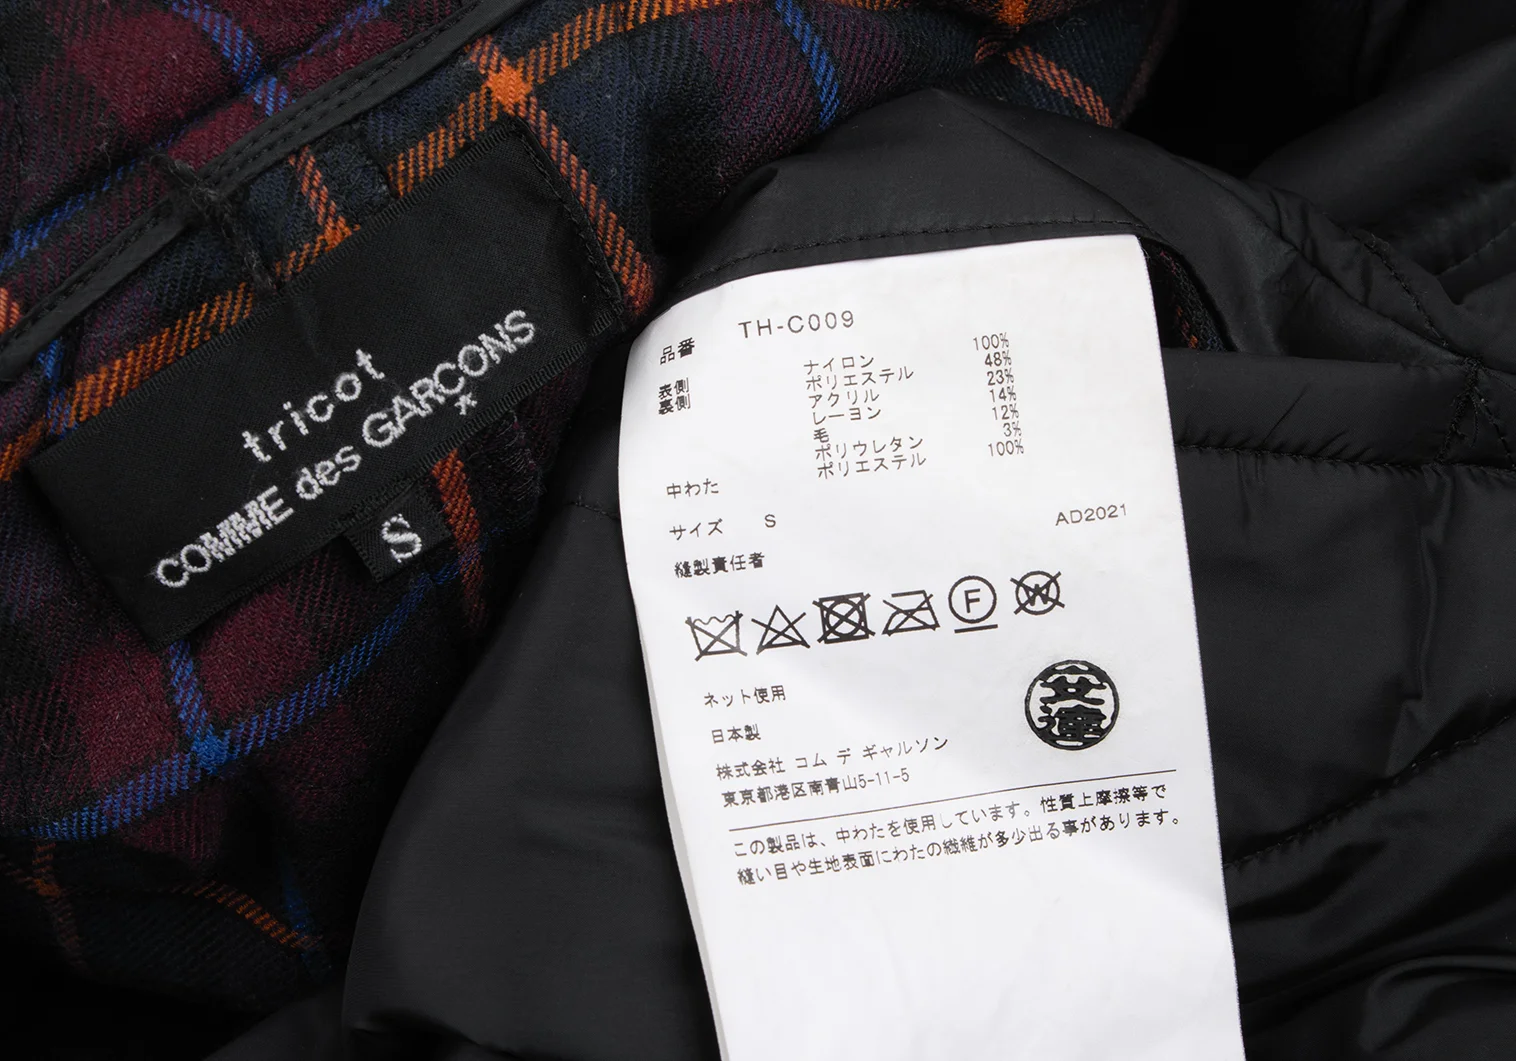 tricot
COMME des GARÇONS
S
品番 TH-C009
表側 ナイロン 100%
裏側 ポリエステル 48%
アクリル 23%
レーヨン 14%
毛 12%
ポリウレタン 3%
中わた ポリエステル 100%
サイズ S AD2021
縫製責任者
F
W
安達
ネット使用
日本製
株式会社 コム デ ギャルソン
東京都港区南青山5-11-5
この製品は、中わたを使用しています。性質上摩擦等で
縫い目や生地表面にわたの繊維が多少出る事があります。